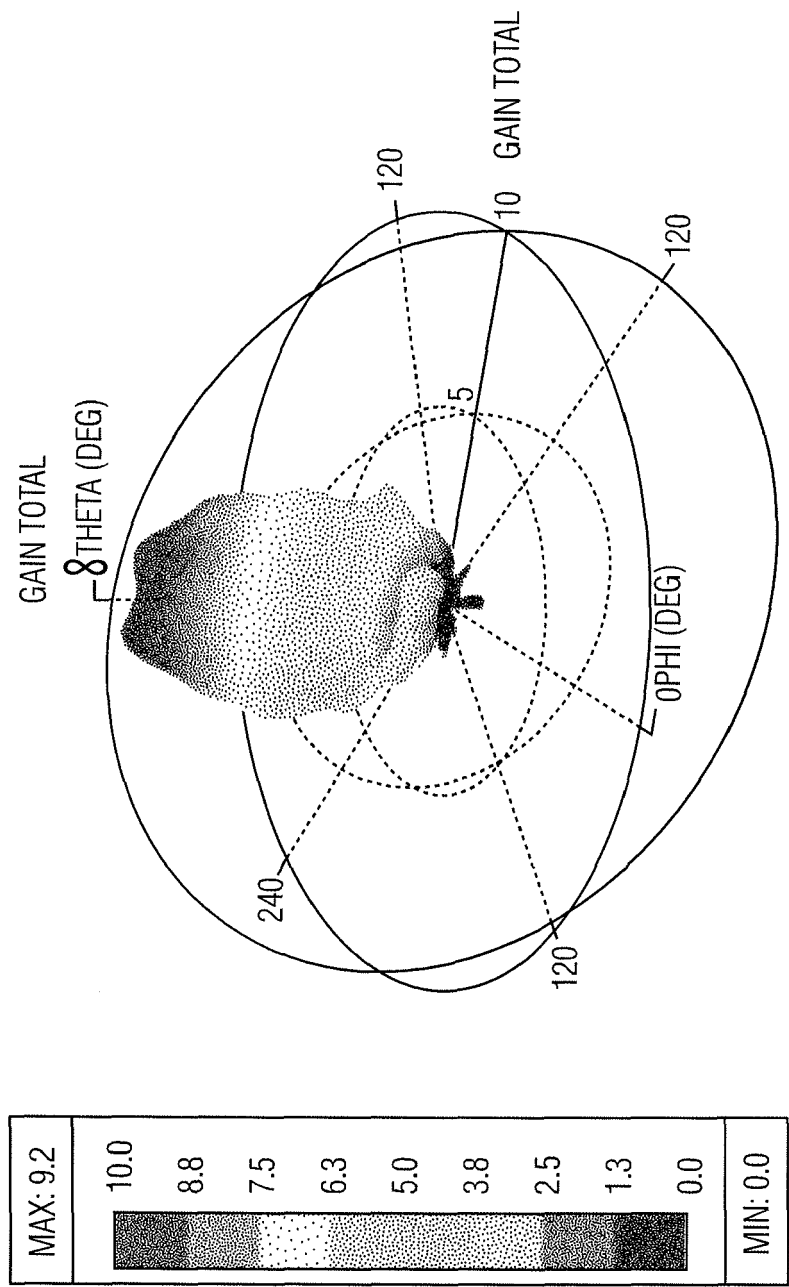 GAIN TOTAL
8THETA (DEG)
120
10 GAIN TOTAL
5
120
0PHI (DEG)
240
120
MAX: 9.2
10.0
8.8
7.5
6.3
5.0
3.8
2.5
1.3
0.0
MIN: 0.0